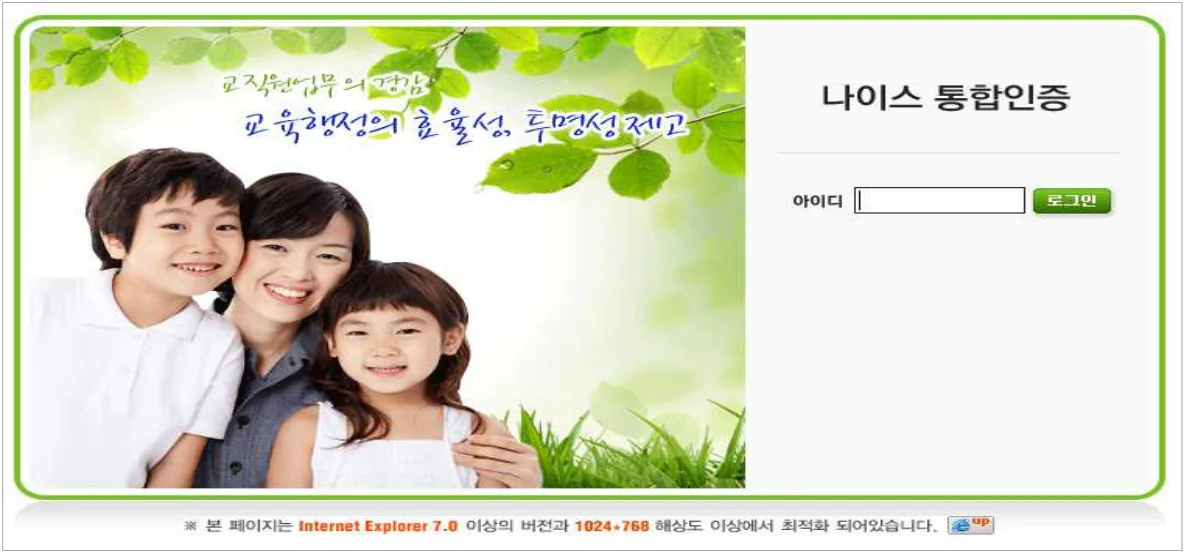 교직원업무의 경감
교육행정의 효율성, 투명성 제고
나이스 통합인증
아이디
로그인
※ 본 페이지는 Internet Explorer 7.0 이상의 버전과 1024*768 해상도 이상에서 최적화 되어있습니다.
up